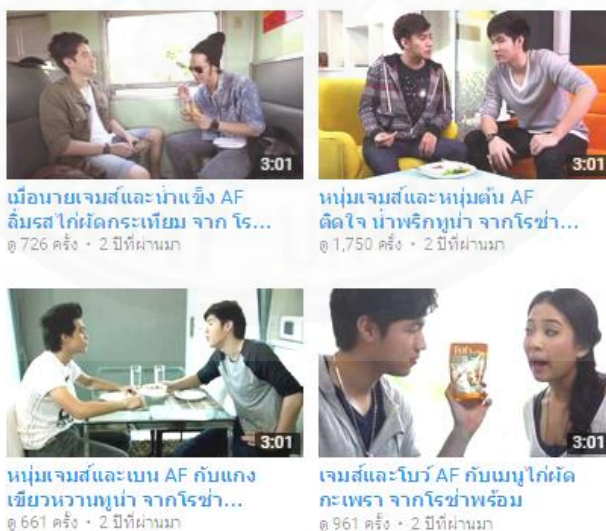 3:01
3:01
เมื่อนายเจมส์และน้ำแข็ง AF
ลิ้มรสไก่ผัดกระเทียม จาก โร...
ดู 726 ครั้ง • 2 ปีที่ผ่านมา
หนุ่มเจมส์และหนุ่มต้น AF
ติดใจ น้ำพริกทูน่า จากโรซ่า...
ดู 1,750 ครั้ง • 2 ปีที่ผ่านมา
3:01
3:01
หนุ่มเจมส์และเบน AF กับแกง
เขียวหวานทูน่า จากโรซ่า...
ดู 661 ครั้ง • 2 ปีที่ผ่านมา
เจมส์และโบว์ AF กับเมนูไก่ผัด
กะเพรา จากโรซ่าพร้อม
ดู 961 ครั้ง • 2 ปีที่ผ่านมา